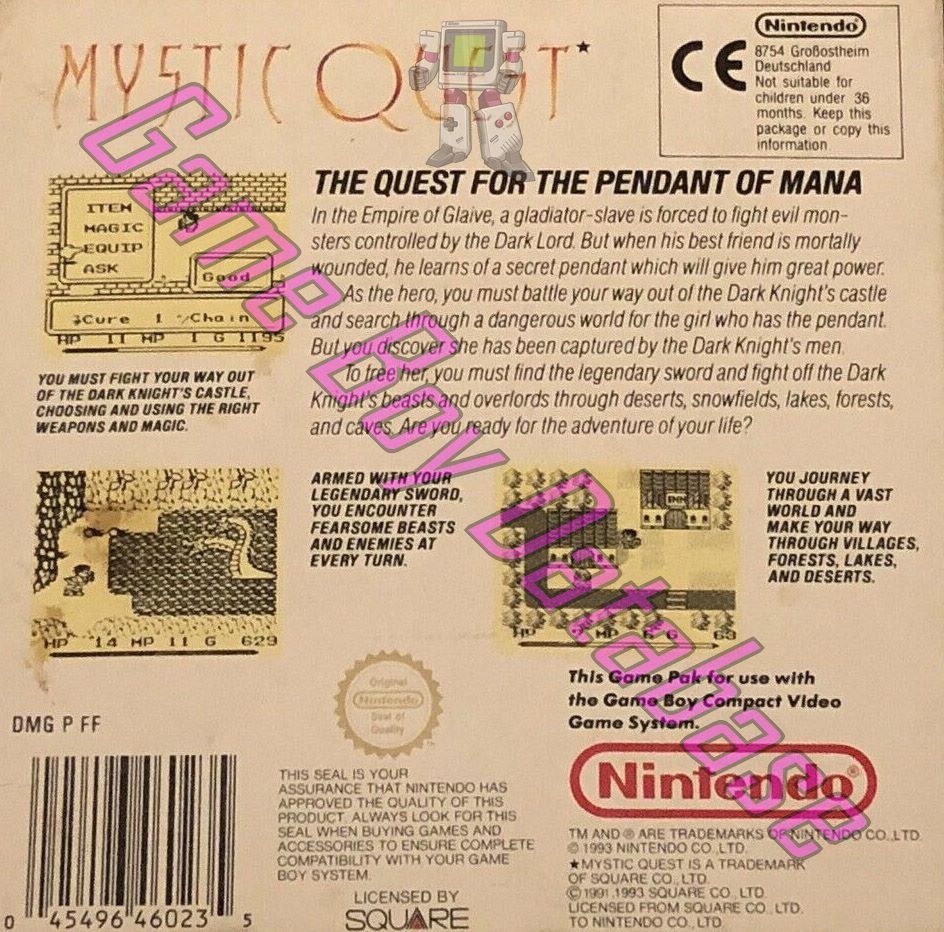 MYSTIC QUEST★
Nintendo
CE
8754 Großostheim
Deutschland
Not suitable for
children under 36
months. Keep this
package or copy this
information
THE QUEST FOR THE PENDANT OF MANA
In the Empire of Glaive, a gladiator-slave is forced to fight evil mon-
sters controlled by the Dark Lord. But when his best friend is mortally
wounded, he learns of a secret pendant which will give him great power.
As the hero, you must battle your way out of the Dark Knight's castle
and search through a dangerous world for the girl who has the pendant.
But you discover she has been captured by the Dark Knight's men.
To free her, you must find the legendary sword and fight off the Dark
Knight's beasts and overlords through deserts, snowfields, lakes, forests,
and caves. Are you ready for the adventure of your life?
ITEM
MAGIC
EQUIP
ASK
Good
Cure 1 Chain
HP 11 MP 1 G 1195
YOU MUST FIGHT YOUR WAY OUT
OF THE DARK KNIGHT'S CASTLE,
CHOOSING AND USING THE RIGHT
WEAPONS AND MAGIC.
HP 14 MP 11 G 629
ARMED WITH YOUR
LEGENDARY SWORD,
YOU ENCOUNTER
FEARSOME BEASTS
AND ENEMIES AT
EVERY TURN.
INN
HP MP 6 G 63
YOU JOURNEY
THROUGH A VAST
WORLD AND
MAKE YOUR WAY
THROUGH VILLAGES,
FORESTS, LAKES,
AND DESERTS.
Game Boy Database
This Game Pak for use with
the Game Boy Compact Video
Game System.
Original
Nintendo
Seal of
Quality
DMG P FF
0 45496 46023 5
THIS SEAL IS YOUR
ASSURANCE THAT NINTENDO HAS
APPROVED THE QUALITY OF THIS
PRODUCT. ALWAYS LOOK FOR THIS
SEAL WHEN BUYING GAMES AND
ACCESSORIES TO ENSURE COMPLETE
COMPATIBILITY WITH YOUR GAME
BOY SYSTEM.
LICENSED BY
SQUARE
Nintendo®
TM AND ® ARE TRADEMARKS OF NINTENDO CO.,LTD.
© 1993 NINTENDO CO.,LTD.
★MYSTIC QUEST IS A TRADEMARK
OF SQUARE CO., LTD.
© 1991,1993 SQUARE CO., LTD
LICENSED FROM SQUARE CO., LTD.
TO NINTENDO CO., LTD.